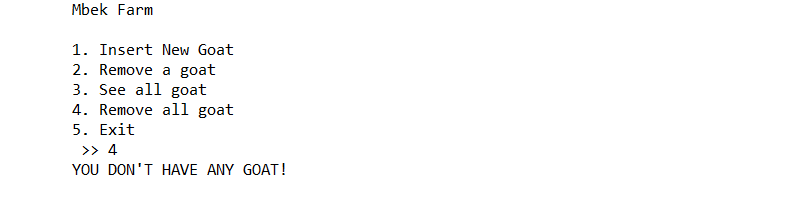 Mbek Farm
1. Insert New Goat
2. Remove a goat
3. See all goat
4. Remove all goat
5. Exit
>> 4
YOU DON'T HAVE ANY GOAT!